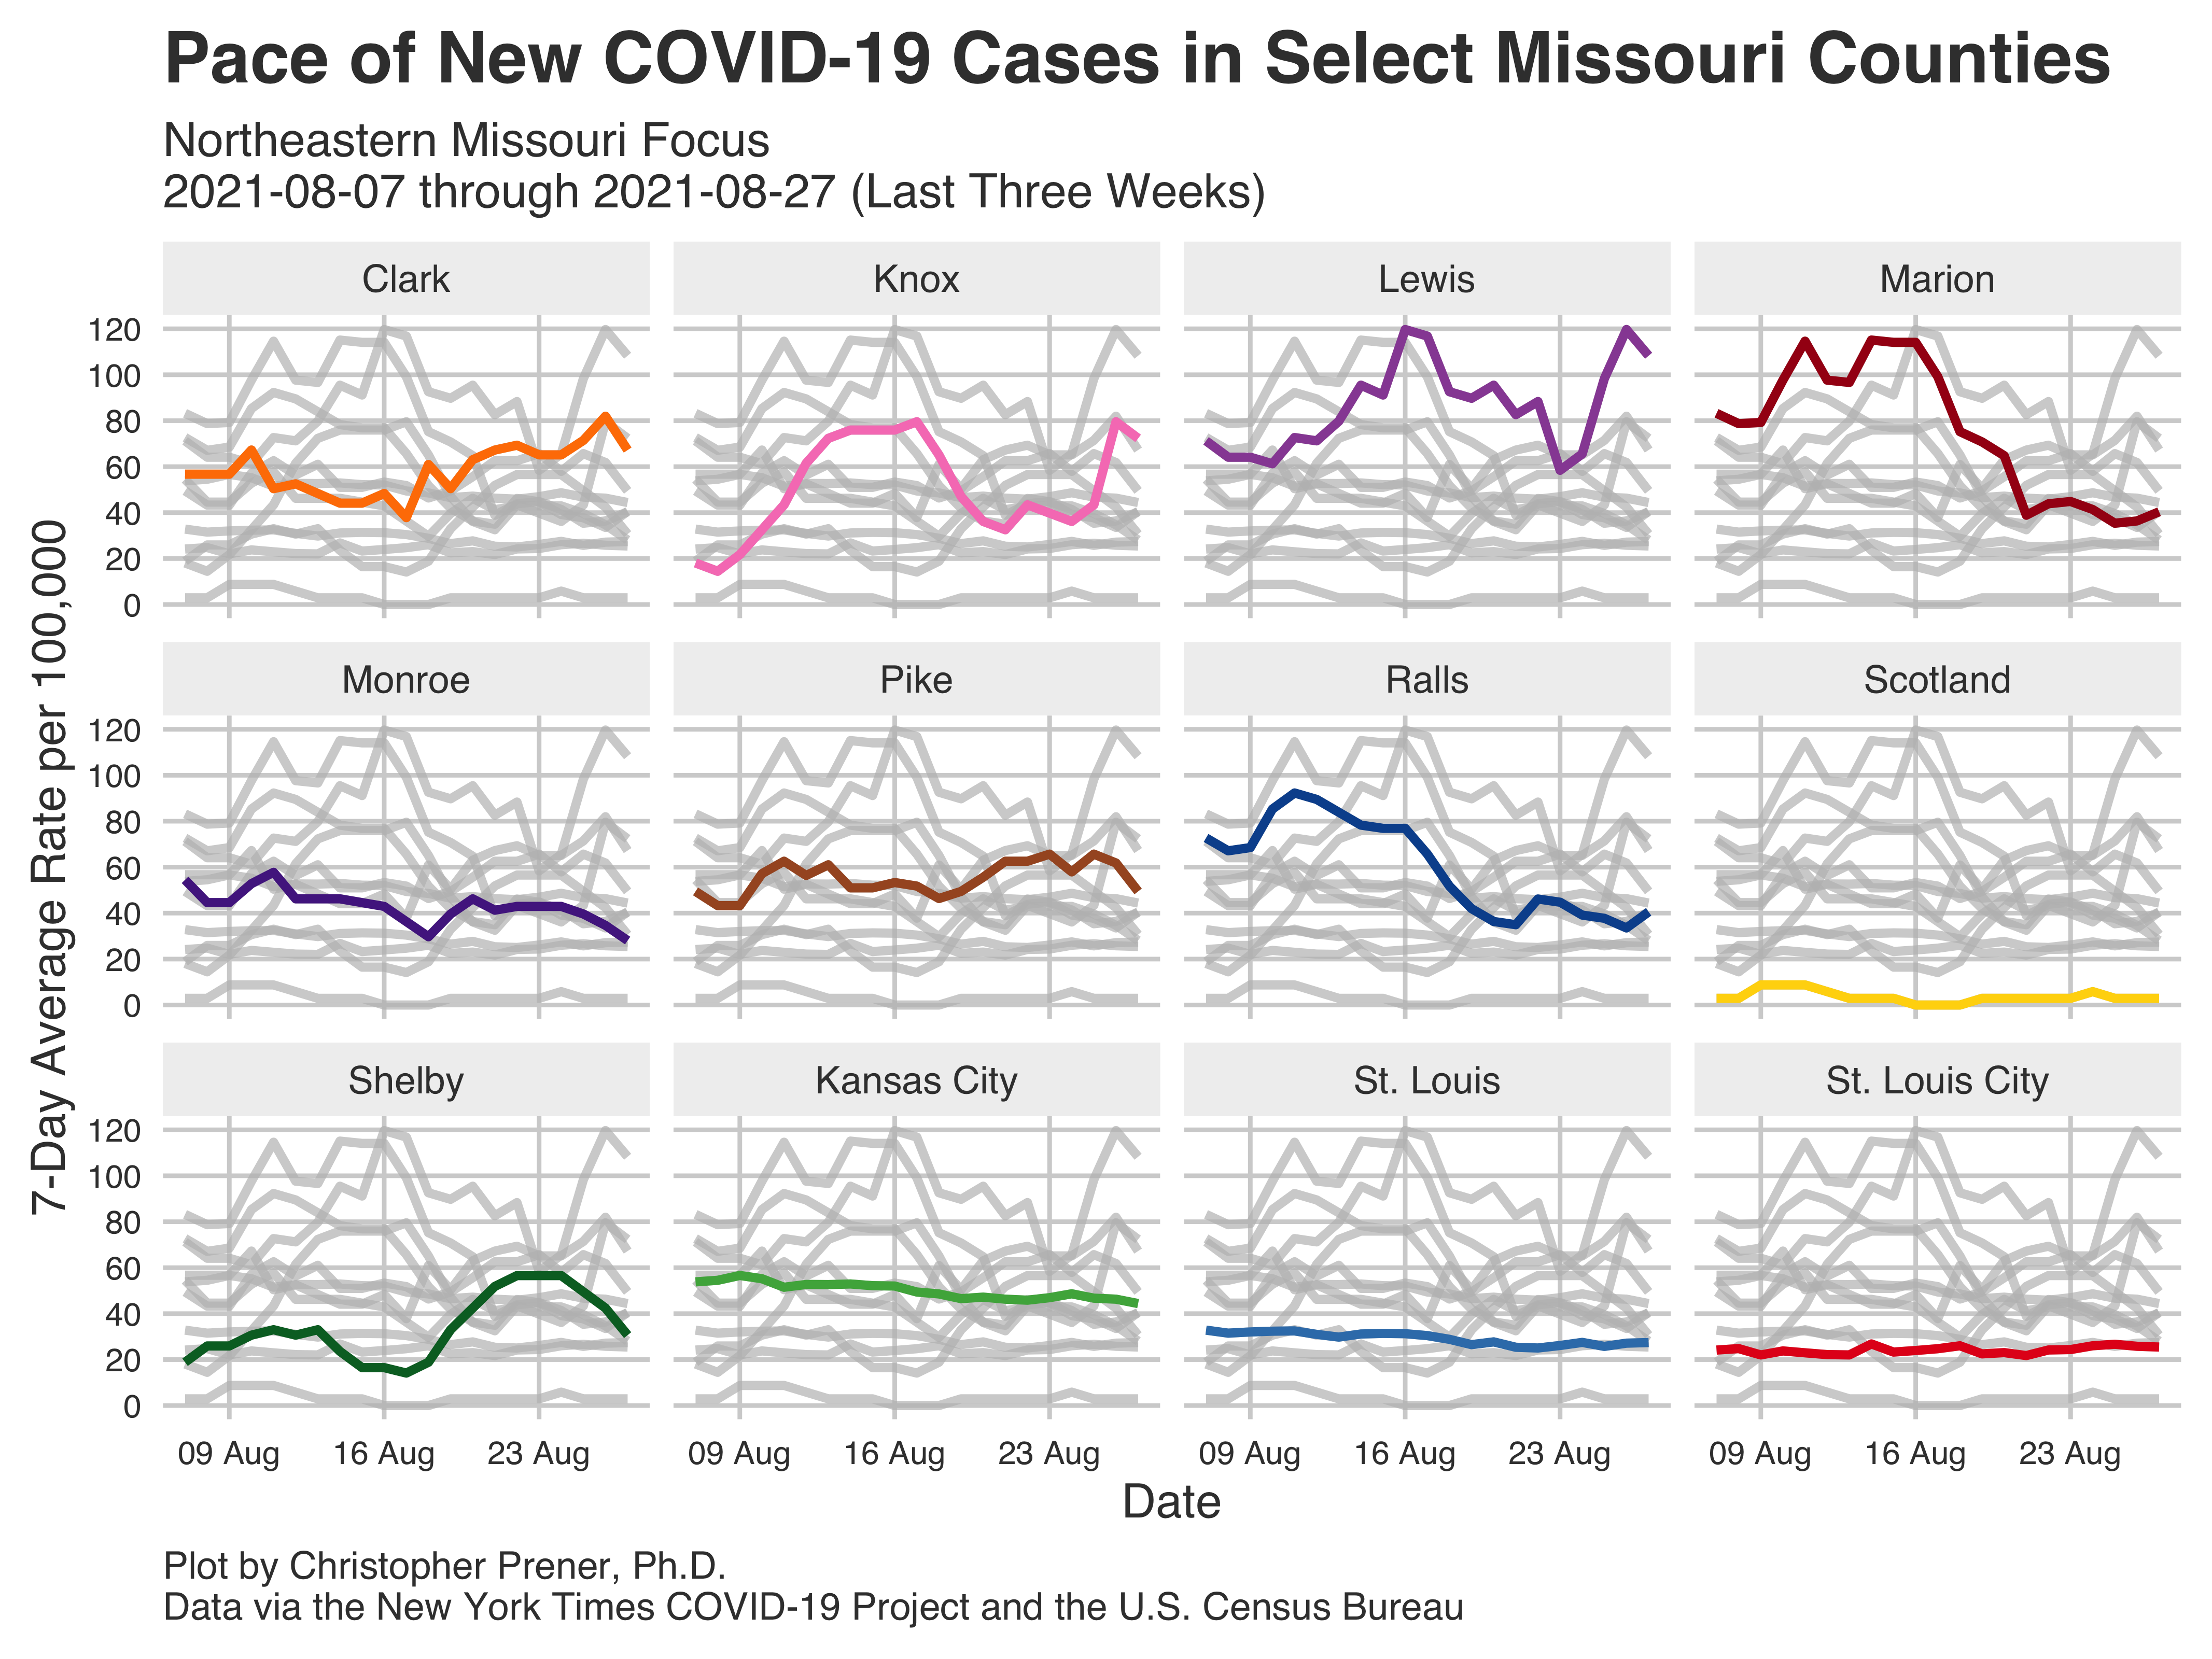 Pace of New COVID-19 Cases in Select Missouri Counties
Northeastern Missouri Focus
2021-08-07 through 2021-08-27 (Last Three Weeks)
7-Day Average Rate per 100,000
Clark
Knox
Lewis
Marion
120
100
80
60
40
20
0
Monroe
Pike
Ralls
Scotland
120
100
80
60
40
20
0
Shelby
Kansas City
St. Louis
St. Louis City
120
100
80
60
40
20
0
09 Aug 16 Aug 23 Aug
09 Aug 16 Aug 23 Aug
09 Aug 16 Aug 23 Aug
09 Aug 16 Aug 23 Aug
Date
Plot by Christopher Prener, Ph.D.
Data via the New York Times COVID-19 Project and the U.S. Census Bureau